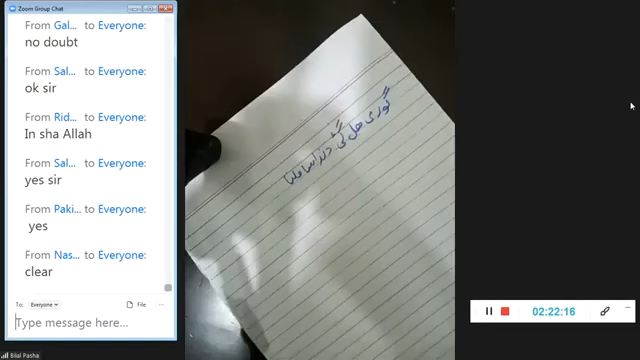 Zoom Group Chat
From Gal... to Everyone:
no doubt
From Sal... to Everyone:
ok sir
From Rid... to Everyone:
In sha Allah
From Sal... to Everyone:
yes sir
From Paki... to Everyone:
yes
From Nas... to Everyone:
clear
To: Everyone
File
Type message here...
Bilal Pasha
گوری حل گی
02:22:16